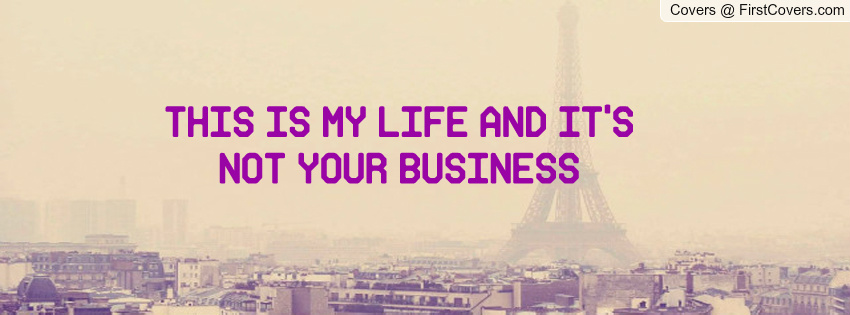 Covers @ FirstCovers.com
THIS IS MY LIFE AND IT'S
NOT YOUR BUSINESS